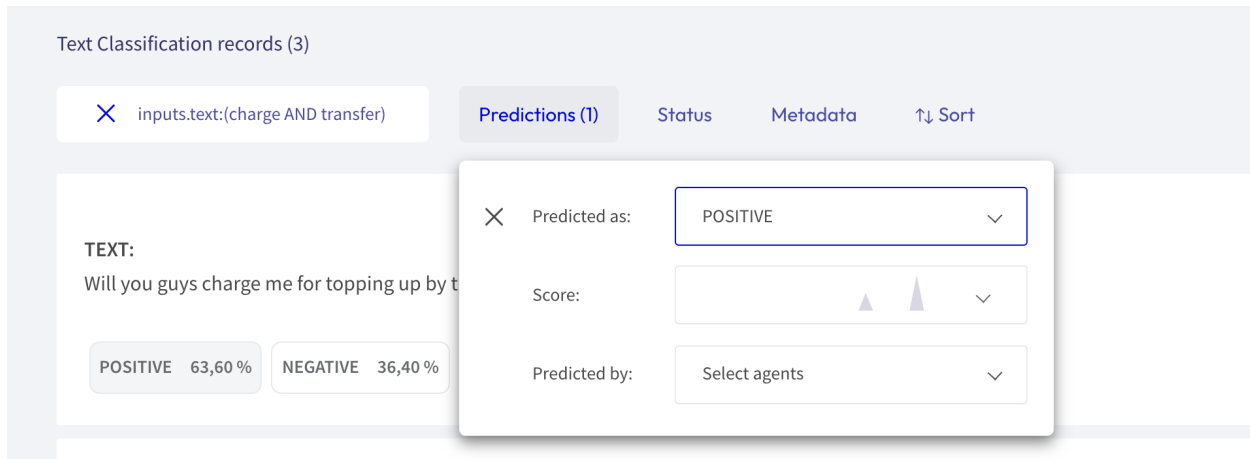 Text Classification records (3)
inputs.text:(charge AND transfer)
Predictions (1)
Status
Metadata
Sort
Predicted as:
POSITIVE
Score:
Predicted by:
Select agents
TEXT:
Will you guys charge me for topping up by t
POSITIVE 63,60 %
NEGATIVE 36,40 %